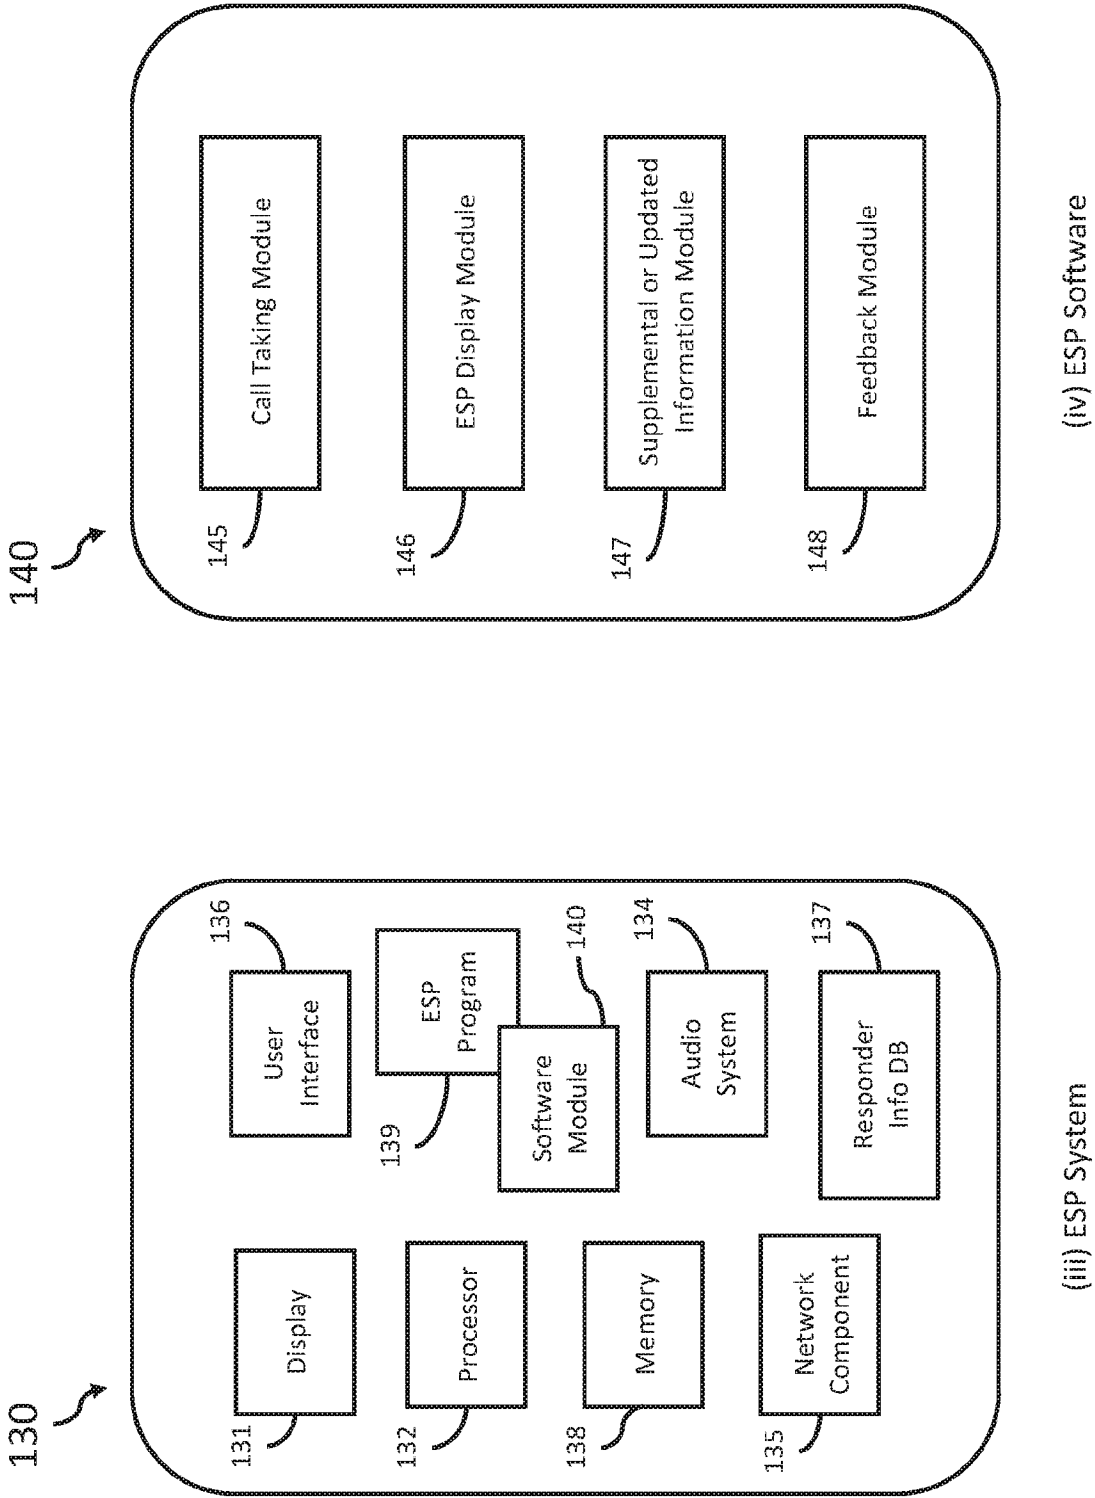 130
131
Display
136
User
Interface
132
Processor
139
ESP
Program
138
Memory
Software
Module
140
134
Audio
System
135
Network
Component
137
Responder
Info DB
(iii) ESP System
140
145
Call Taking Module
146
ESP Display Module
147
Supplemental or Updated
Information Module
148
Feedback Module
(iv) ESP Software